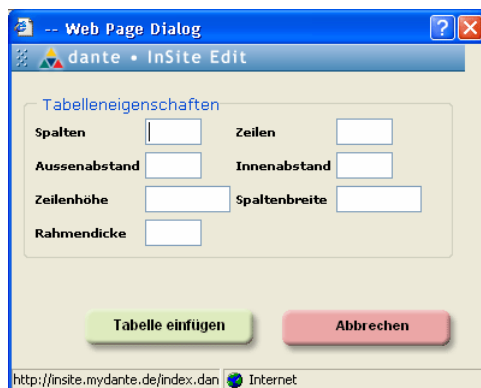 -- Web Page Dialog
dante • InSite Edit
Tabelleneigenschaften
Spalten Zeilen
Aussenabstand Innenabstand
Zeilenhöhe Spaltenbreite
Rahmendicke
Tabelle einfügen Abbrechen
http://insite.mydante.de/index.dan Internet